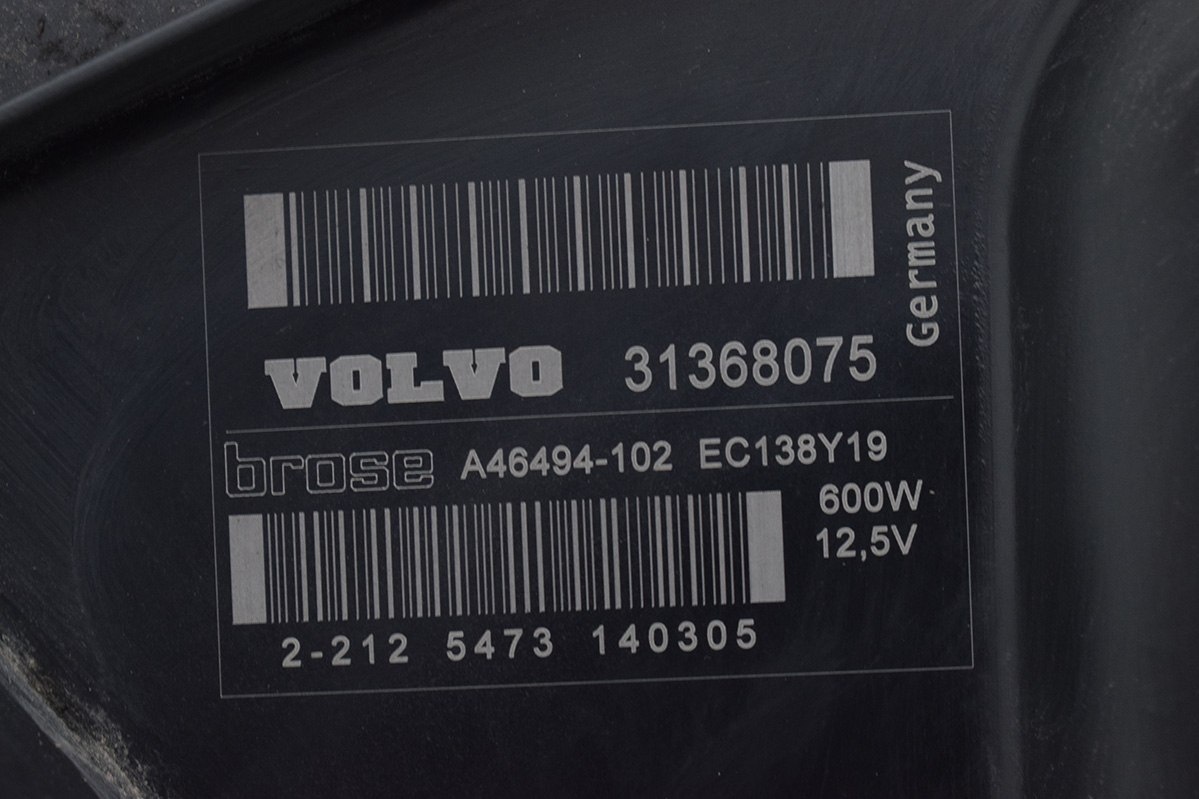 VOLVO 31368075
Germany
brose A46494-102 EC138Y19
600W
12,5V
2-212 5473 140305